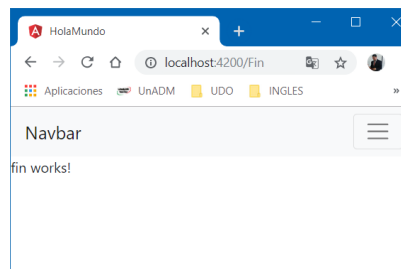 HolaMundo
localhost:4200/Fin
Aplicaciones UnADM UDO INGLES »
Navbar
fin works!